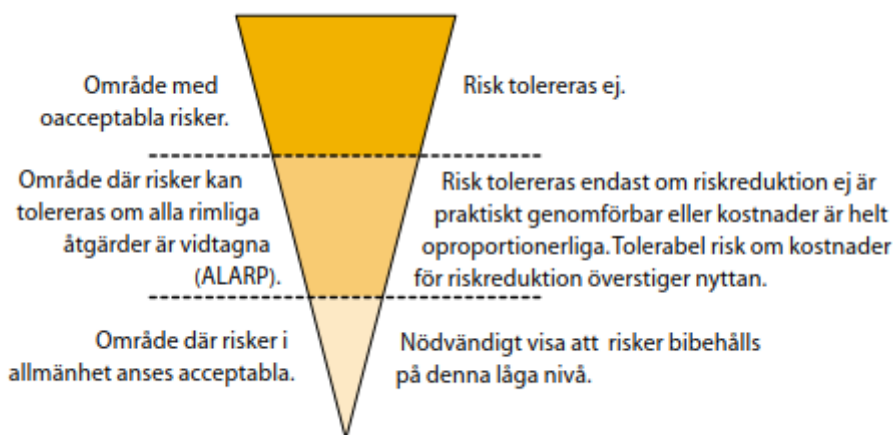 Område med
oacceptabla risker.
Risk tolereras ej.
Område där risker kan
tolereras om alla rimliga
åtgärder är vidtagna
(ALARP).
Risk tolereras endast om riskreduktion ej är
praktiskt genomförbar eller kostnader är helt
oproportionerliga. Tolerabel risk om kostnader
för riskreduktion överstiger nyttan.
Område där risker i
allmänhet anses acceptabla.
Nödvändigt visa att risker bibehålls
på denna låga nivå.